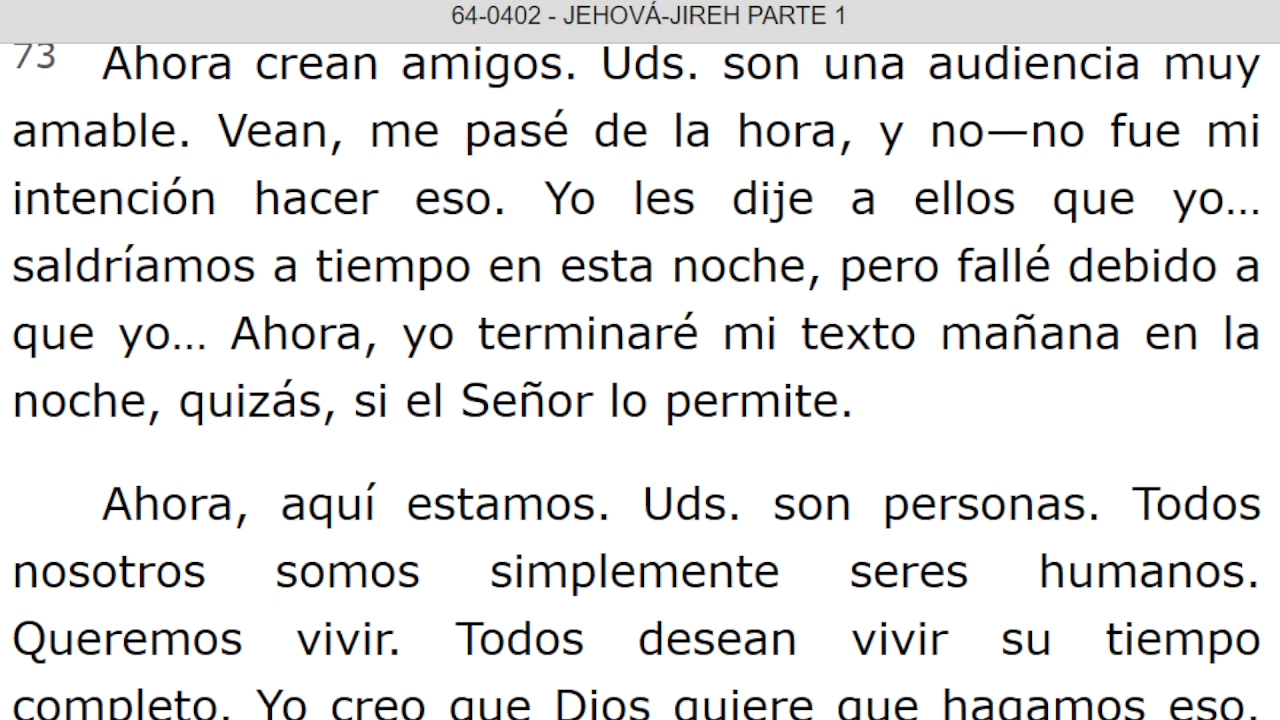 64-0402 - JEHOVÁ-JIREH PARTE 1
73 Ahora crean amigos. Uds. son una audiencia muy
amable. Vean, me pasé de la hora, y no—no fue mi
intención hacer eso. Yo les dije a ellos que yo…
saldríamos a tiempo en esta noche, pero fallé debido a
que yo… Ahora, yo terminaré mi texto mañana en la
noche, quizás, si el Señor lo permite.
Ahora, aquí estamos. Uds. son personas. Todos
nosotros somos simplemente seres humanos.
Queremos vivir. Todos desean vivir su tiempo
completo. Yo creo que Dios quiere que hagamos eso.